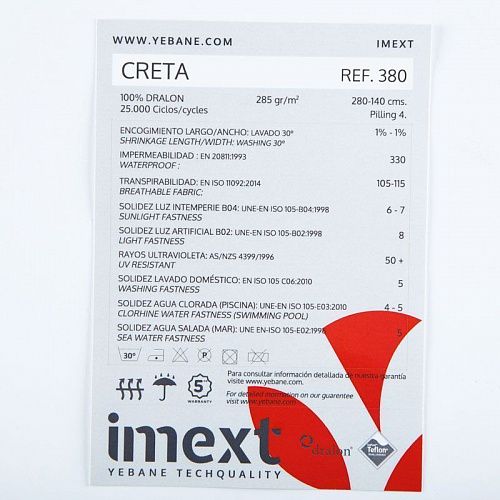 WWW.YEBANE.COM IMEXT
CRETA REF. 380
100% DRALON 285 gr/m² 280-140 cms.
25.000 Ciclos/cycles Pilling 4.
ENCOGIMIENTO LARGO/ANCHO: LAVADO 30º 1% - 1%
SHRINKAGE LENGTH/WIDTH: WASHING 30º
IMPERMEABILIDAD : EN 20811:1993 330
WATERPROOF :
TRANSPIRABILIDAD: EN ISO 11092:2014 105-115
BREATHABLE FABRIC:
SOLIDEZ LUZ INTEMPERIE B04: UNE-EN ISO 105-B04:1998 6 - 7
SUNLIGHT FASTNESS
SOLIDEZ LUZ ARTIFICIAL B02: UNE-EN ISO 105-B02:1998 8
LIGHT FASTNESS
RAYOS ULTRAVIOLETA: AS/NZS 4399/1996 50 +
UV RESISTANT
SOLIDEZ LAVADO DOMÉSTICO: EN ISO 105 C06:2010 5
WASHING FASTNESS
SOLIDEZ AGUA CLORADA (PISCINA): UNE-EN ISO 105-E03:2010 4 - 5
CLORHINE WATER FASTNESS (SWIMMING POOL)
SOLIDEZ AGUA SALADA (MAR): UNE-EN ISO 105-E02:1998 5
SEA WATER FASTNESS
30º P
Para consultar información detallada de nuestra garantía
visite www.yebane.com
5
WARRANTY
For detailed mormation on our guarentee
visite www.yebane.com
imext
YEBANE TECHQUALITY
dralon®
Teflon